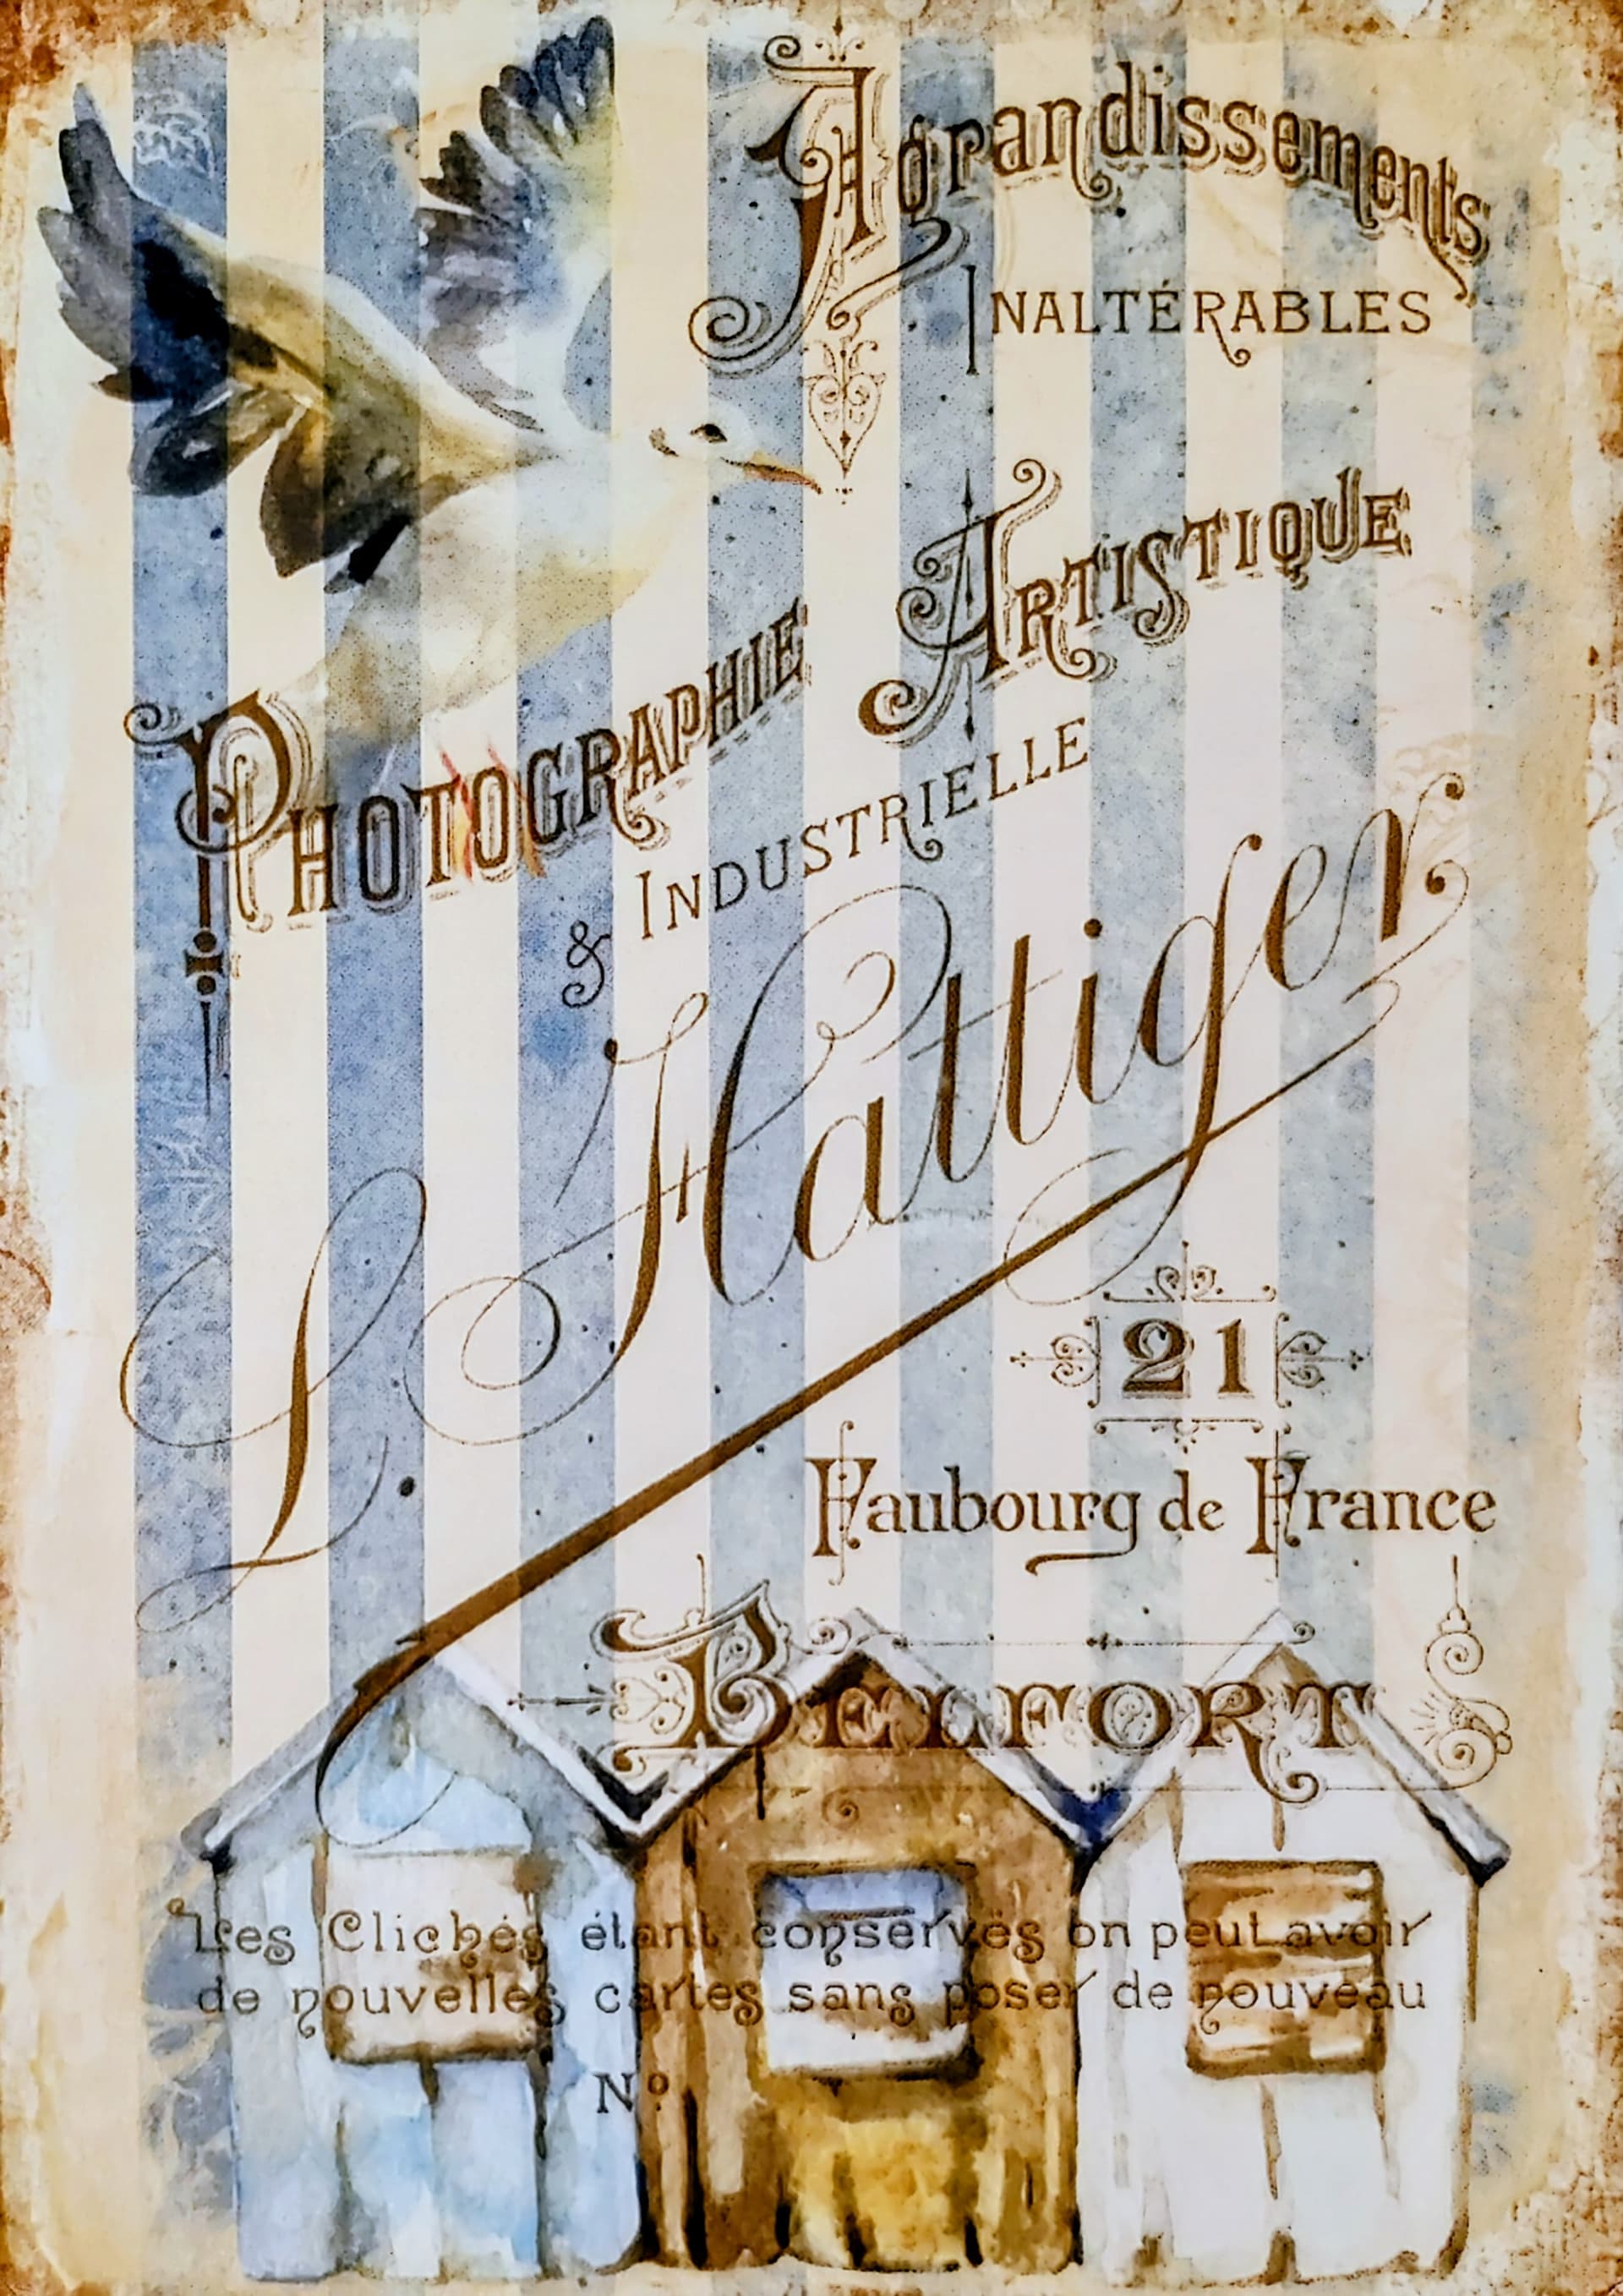 Agrandissements
INALTÉRABLES
PHOTOGRAPHIE ARTISTIQUE
& INDUSTRIELLE
L. Hattiger
21
Faubourg de France
BELFORT
Les Clichés étant conservés on peut avoir
de nouvelles cartes sans poser de nouveau
Nº